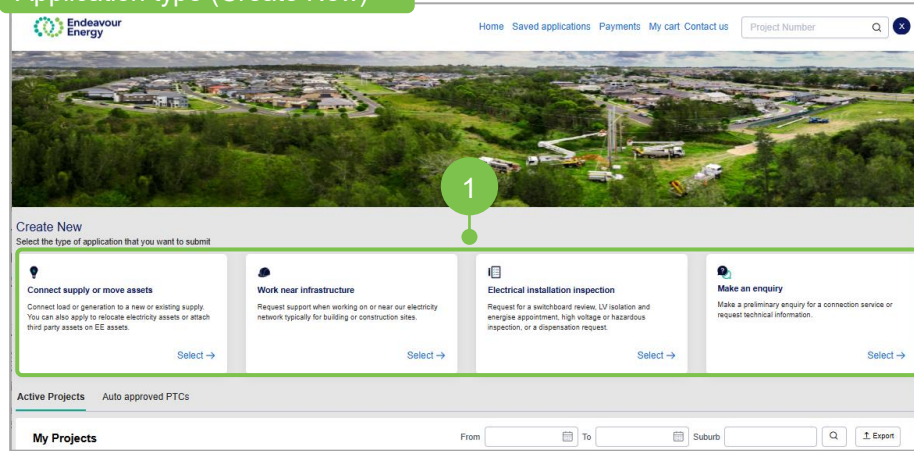 Application type (Create New)
Endeavour
Energy
Home Saved applications Payments My cart Contact us Project Number X
1
Create New
Select the type of application that you want to submit
Connect supply or move assets
Connect load or generation to a new or existing supply.
You can also apply to relocate electricity assets or attach
third party assets on EE assets.
Select →
Work near infrastructure
Request support when working on or near our electricity
network typically for building or construction sites.
Select →
Electrical installation inspection
Request for a switchboard review, LV isolation and
energise appointment, high voltage or hazardous
inspection, or a dispensation request.
Select →
Make an enquiry
Make a preliminary enquiry for a connection service or
request technical information.
Select →
Active Projects Auto approved PTCs
My Projects From To Suburb Export